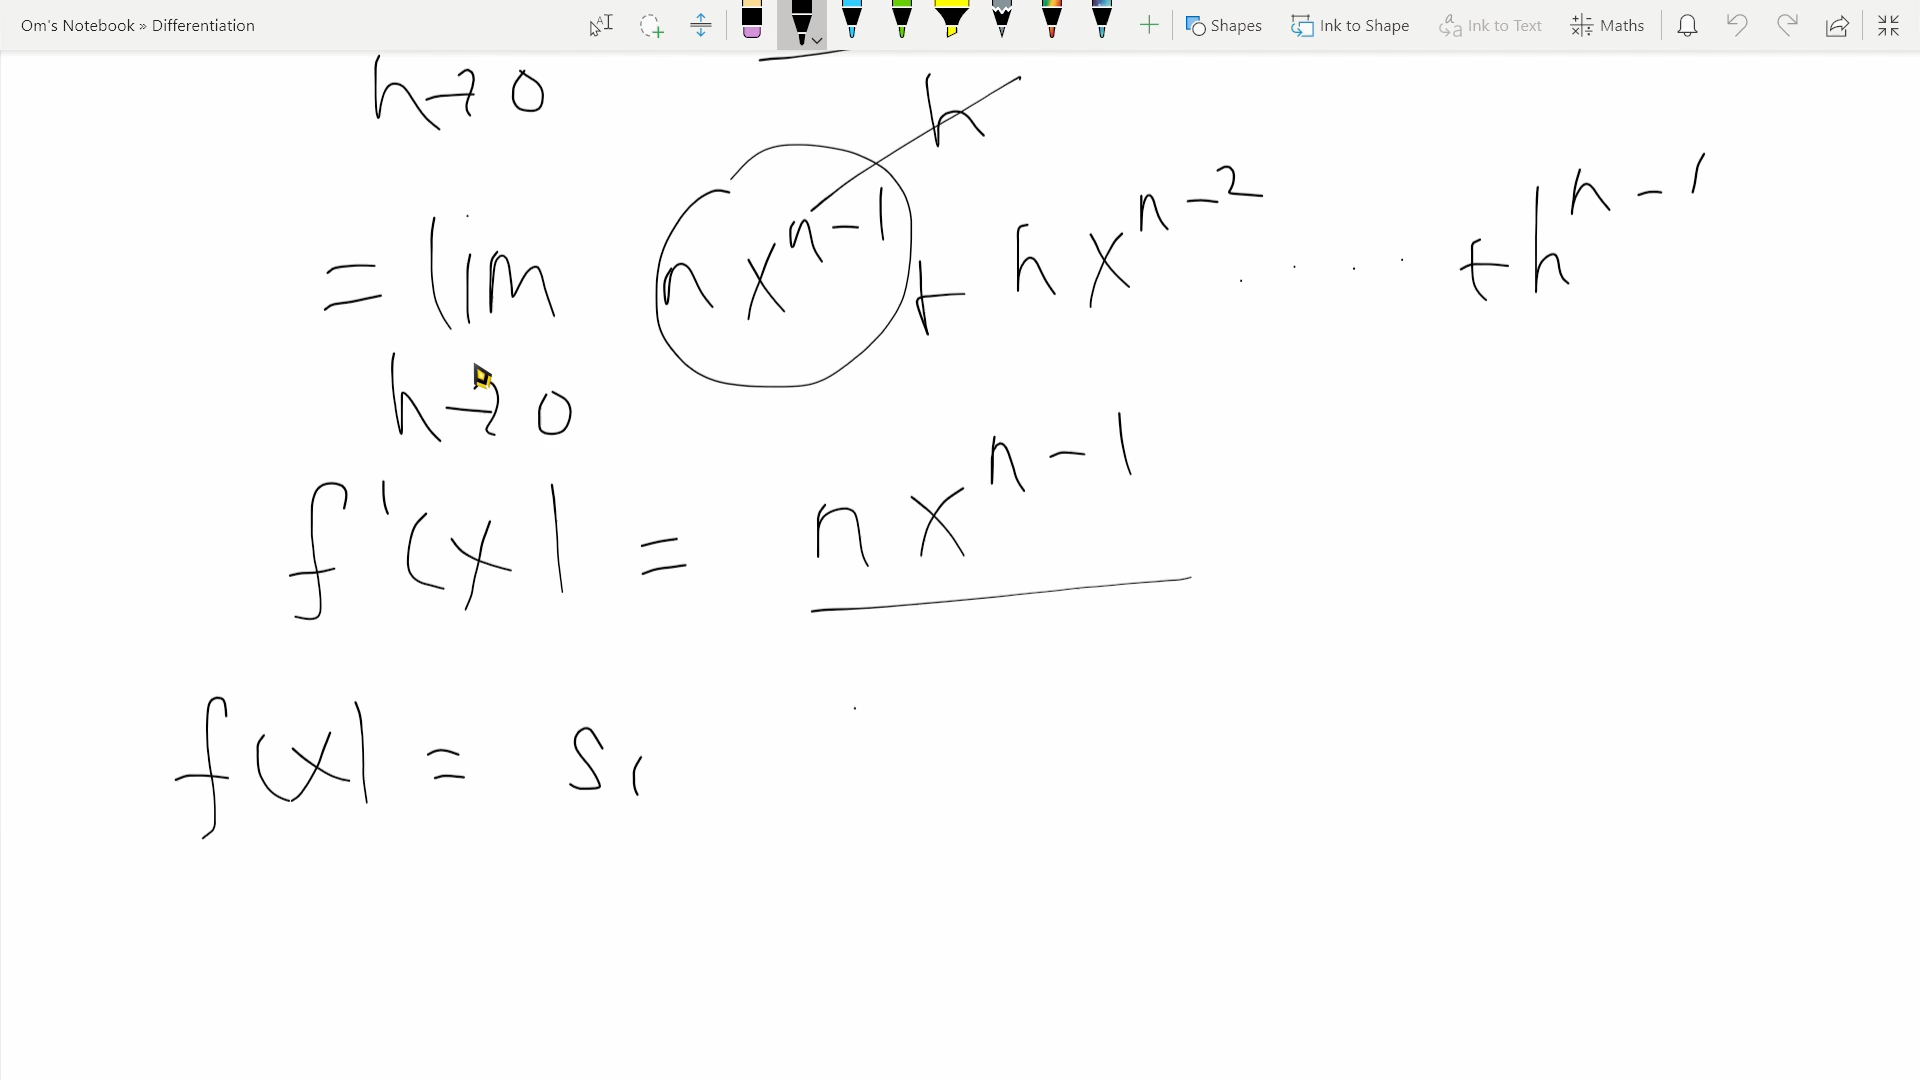 Om's Notebook » Differentiation
Shapes Ink to Shape Ink to Text Maths
h→0
h
= lim nx^{n-1} + hx^{n-2} . . . . + h^{n-1}
h→0
f'(x) = nx^{n-1}
f(x) = si